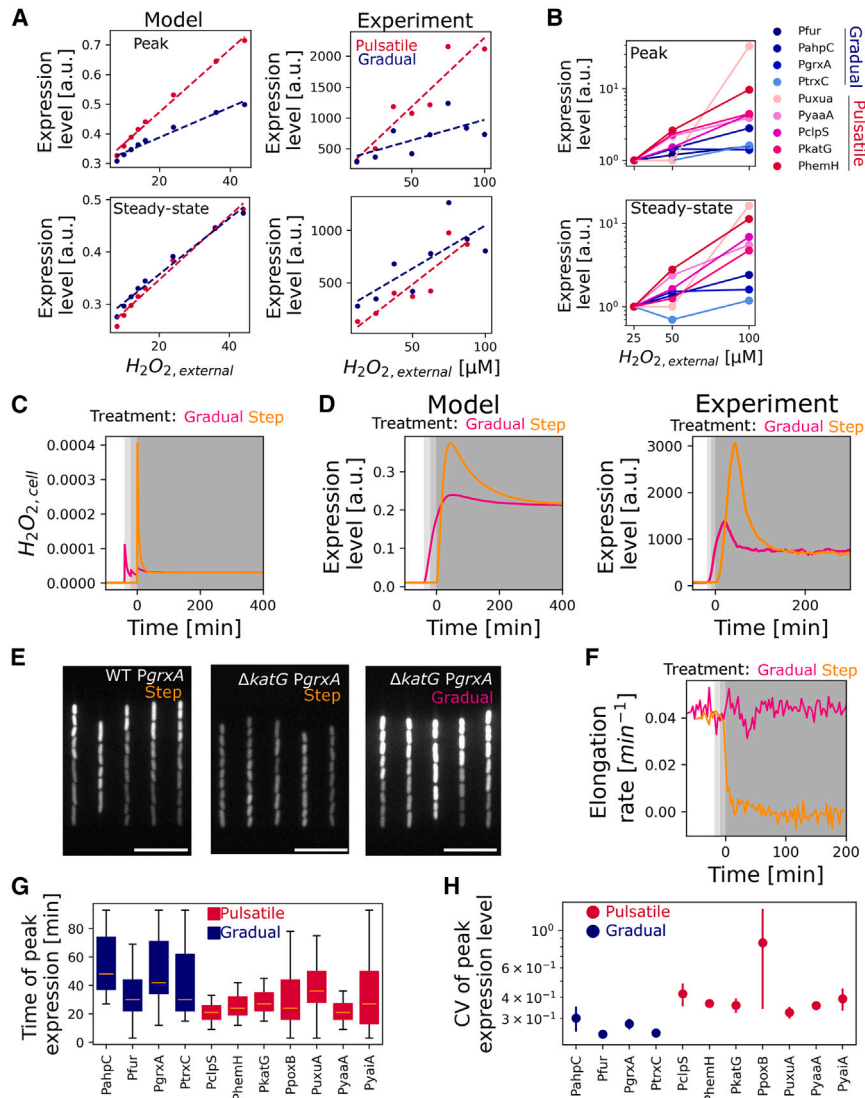 A
Model
Experiment
Expression
level [a.u.]
0.7
0.6
0.5
0.4
0.3
Peak
20
40
Expression
level [a.u.]
2000
1500
1000
500
Pulsatile
Gradual
50
100
Expression
level [a.u.]
0.5
0.4
0.3
Steady-state
20
40
H2O2,external
Expression
level [a.u.]
1000
500
50
100
H2O2,external [μM]
B
Peak
10^1
10^0
Steady-state
10^1
10^0
25
50
100
H2O2,external [μM]
Pfur
PahpC
PgrxA
PtrxC
Puxua
PyaaA
PclpS
PkatG
PhemH
Gradual
Pulsatile
C
Treatment: Gradual Step
H2O2,cell
0.0004
0.0003
0.0002
0.0001
0.0000
0
200
400
Time [min]
D
Model
Treatment: Gradual Step
Expression
level [a.u.]
0.3
0.2
0.1
0.0
0
200
400
Time [min]
Experiment
Treatment: Gradual Step
Expression
level [a.u.]
3000
2000
1000
0
0
200
Time [min]
E
WT PgrxA
Step
ΔkatG PgrxA
Step
ΔkatG PgrxA
Gradual
F
Treatment: Gradual Step
Elongation
rate [min⁻¹]
0.04
0.02
0.00
0
100
200
Time [min]
G
Time of peak
expression [min]
80
60
40
20
0
Pulsatile
Gradual
PahpC
Pfur
PgrxA
PtrxC
PclpS
PhemH
PkatG
PpoxB
PuxuA
PyaaA
PyaiA
H
CV of peak
expression level
10^0
6 × 10^-1
4 × 10^-1
3 × 10^-1
Pulsatile
Gradual
PahpC
Pfur
PgrxA
PtrxC
PclpS
PhemH
PkatG
PpoxB
PuxuA
PyaaA
PyaiA